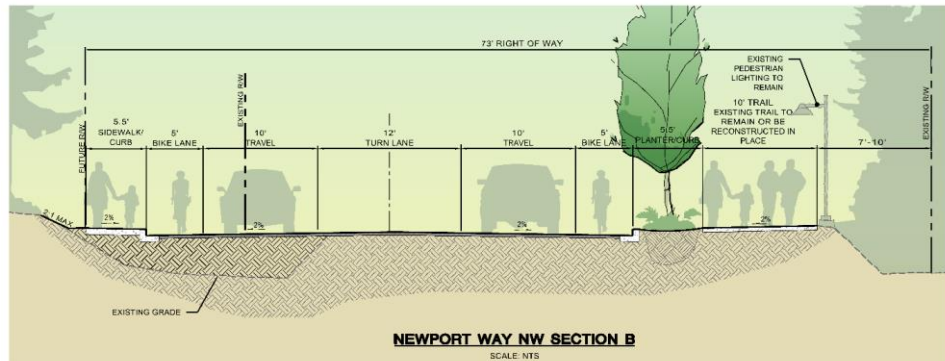 73' RIGHT OF WAY
EXISTING
PEDESTRIAN
LIGHTING TO
REMAIN
FUTURE R/W
EXISTING R/W
EXISTING R/W
5.5'
SIDEWALK/
CURB
5'
BIKE LANE
10'
TRAVEL
12'
TURN LANE
10'
TRAVEL
5'
BIKE LANE
5.5'
PLANTER/CURB
10' TRAIL
EXISTING TRAIL TO
REMAIN OR BE
RECONSTRUCTED IN
PLACE
7'-10'
2:1 MAX.
2%
2%
2%
2%
EXISTING GRADE
NEWPORT WAY NW SECTION B
SCALE: NTS